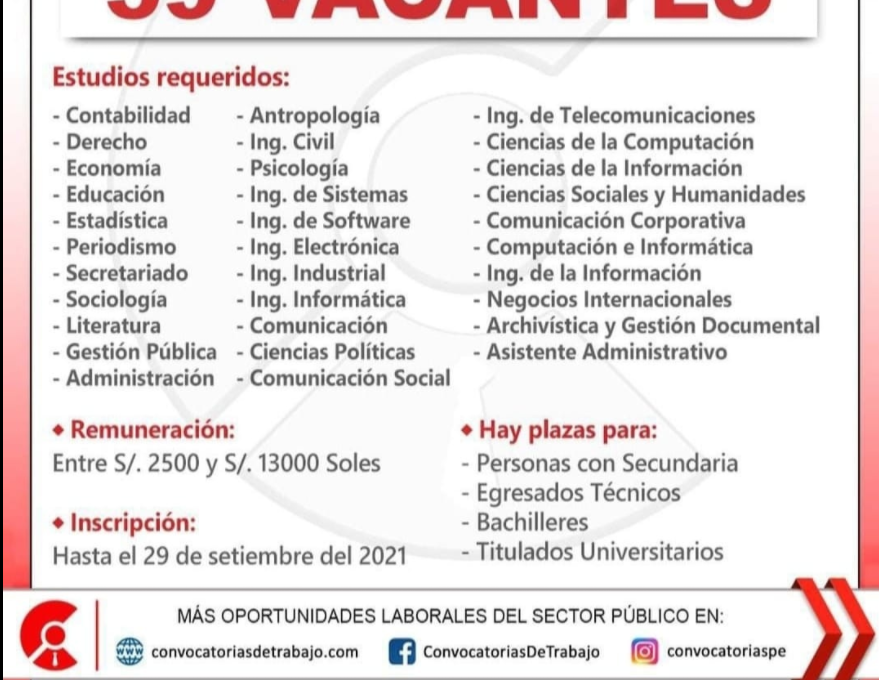 VACANTES
Estudios requeridos:
- Contabilidad
- Derecho
- Economía
- Educación
- Estadística
- Periodismo
- Secretariado
- Sociología
- Literatura
- Gestión Pública
- Administración
- Antropología
- Ing. Civil
- Psicología
- Ing. de Sistemas
- Ing. de Software
- Ing. Electrónica
- Ing. Industrial
- Ing. Informática
- Comunicación
- Ciencias Políticas
- Comunicación Social
- Ing. de Telecomunicaciones
- Ciencias de la Computación
- Ciencias de la Información
- Ciencias Sociales y Humanidades
- Comunicación Corporativa
- Computación e Informática
- Ing. de la Información
- Negocios Internacionales
- Archivística y Gestión Documental
- Asistente Administrativo
◆ Remuneración:
Entre S/. 2500 y S/. 13000 Soles
◆ Inscripción:
Hasta el 29 de setiembre del 2021
◆ Hay plazas para:
- Personas con Secundaria
- Egresados Técnicos
- Bachilleres
- Titulados Universitarios
MÁS OPORTUNIDADES LABORALES DEL SECTOR PÚBLICO EN:
convocatoriasdetrabajo.com
ConvocatoriasDeTrabajo
convocatoriaspe